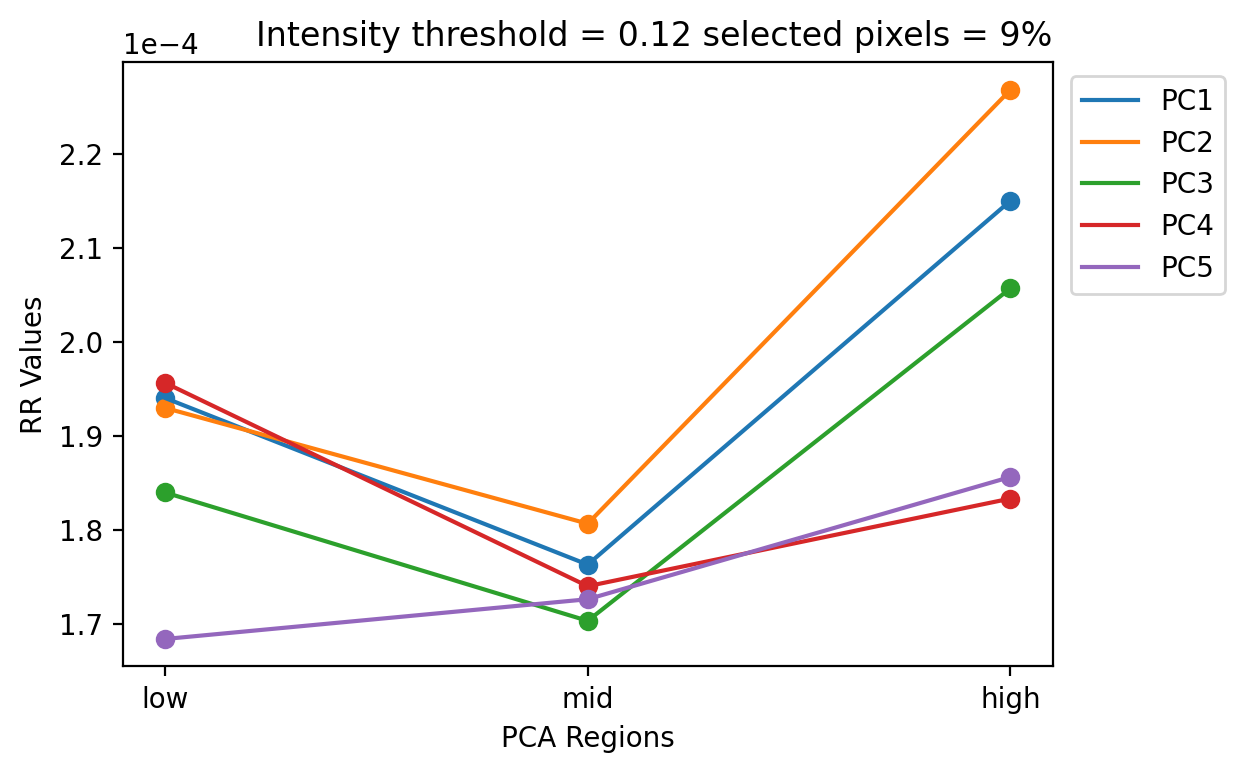 Intensity threshold = 0.12 selected pixels = 9%
1e−4
2.2
2.1
2.0
1.9
1.8
1.7
RR Values
low
mid
high
PCA Regions
PC1
PC2
PC3
PC4
PC5